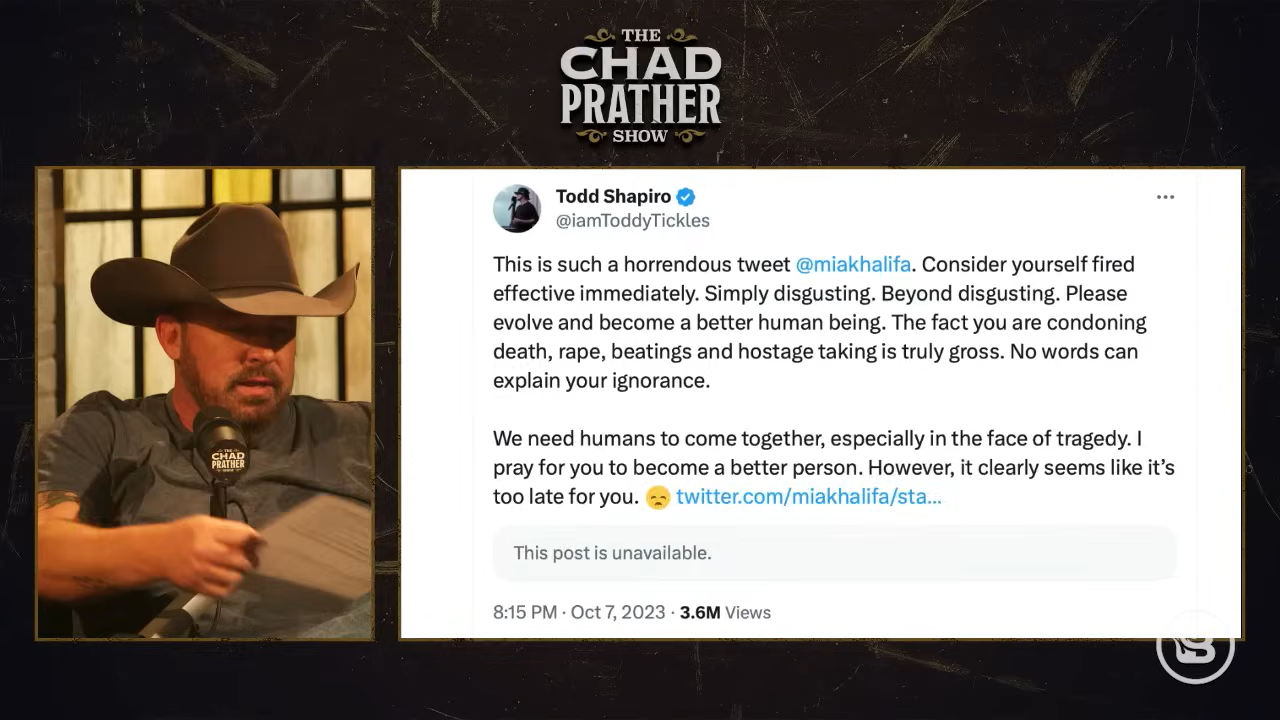 THE
CHAD
PRATHER
SHOW
THE
CHAD
PRATHER
SHOW
Todd Shapiro
@iamToddyTickles
This is such a horrendous tweet @miakhalifa. Consider yourself fired
effective immediately. Simply disgusting. Beyond disgusting. Please
evolve and become a better human being. The fact you are condoning
death, rape, beatings and hostage taking is truly gross. No words can
explain your ignorance.
We need humans to come together, especially in the face of tragedy. I
pray for you to become a better person. However, it clearly seems like it’s
too late for you. 😞 twitter.com/miakhalifa/sta...
This post is unavailable.
8:15 PM · Oct 7, 2023 · 3.6M Views
B